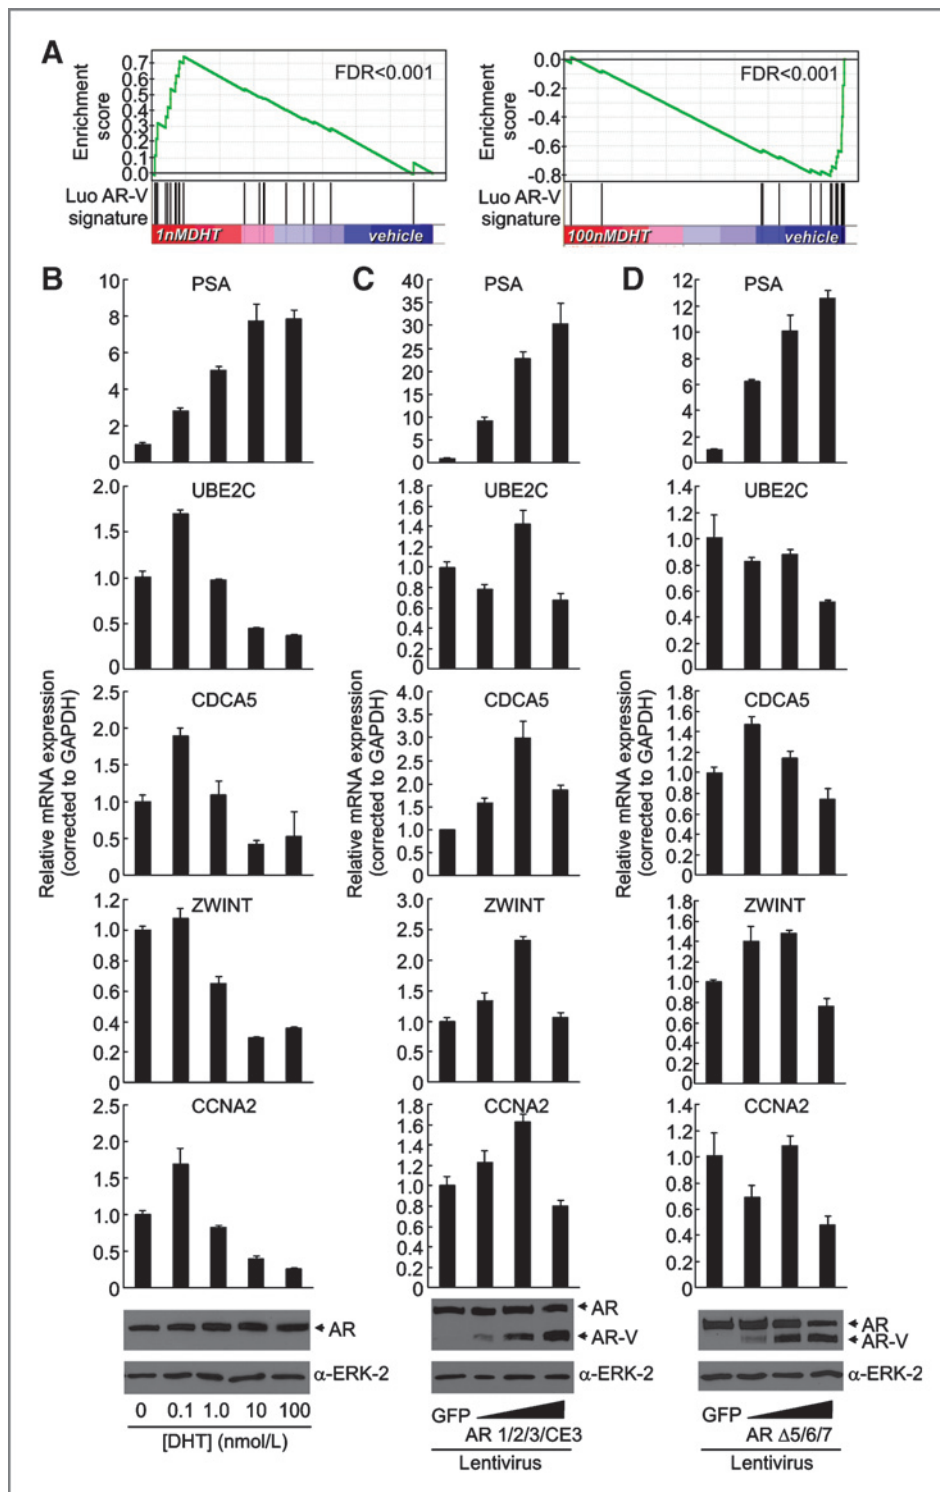 A
Enrichment score
0.7
0.6
0.5
0.4
0.3
0.2
0.1
0.0
FDR<0.001
Luo AR-V signature
1nMDHT
vehicle
Enrichment score
0.0
-0.2
-0.4
-0.6
-0.8
FDR<0.001
Luo AR-V signature
100nMDHT
vehicle
B
Relative mRNA expression (corrected to GAPDH)
PSA
10
8
6
4
2
0
UBE2C
2.0
1.5
1.0
0.5
0
CDCA5
2.0
2.5
1.5
1.0
0.5
0
ZWINT
1.2
1.0
0.8
0.6
0.4
0.2
0
CCNA2
2.5
2.0
1.5
1.0
0.5
0
AR
α-ERK-2
0 0.1 1.0 10 100
[DHT] (nmol/L)
C
Relative mRNA expression (corrected to GAPDH)
PSA
40
35
30
25
20
15
10
5
0
UBE2C
1.8
1.6
1.4
1.2
1.0
0.8
0.6
0.4
0.2
0
CDCA5
4.0
3.5
3.0
2.5
2.0
1.5
1.0
0.5
0
ZWINT
3.0
2.5
2.0
1.5
1.0
0.5
0
CCNA2
1.8
1.6
1.4
1.2
1.0
0.8
0.6
0.4
0.2
0
AR
AR-V
α-ERK-2
GFP
AR 1/2/3/CE3
Lentivirus
D
Relative mRNA expression (corrected to GAPDH)
PSA
12
12
10
8
6
4
2
0
UBE2C
1.4
1.2
1.0
0.8
0.6
0.4
0.2
0
CDCA5
1.8
1.6
1.4
1.2
1.0
0.8
0.6
0.4
0.2
0
ZWINT
1.8
1.6
1.4
1.2
1.0
0.8
0.6
0.4
0.2
0
CCNA2
1.4
1.2
1.0
0.8
0.6
0.4
0.2
0
AR
AR-V
α-ERK-2
GFP
AR Δ5/6/7
Lentivirus